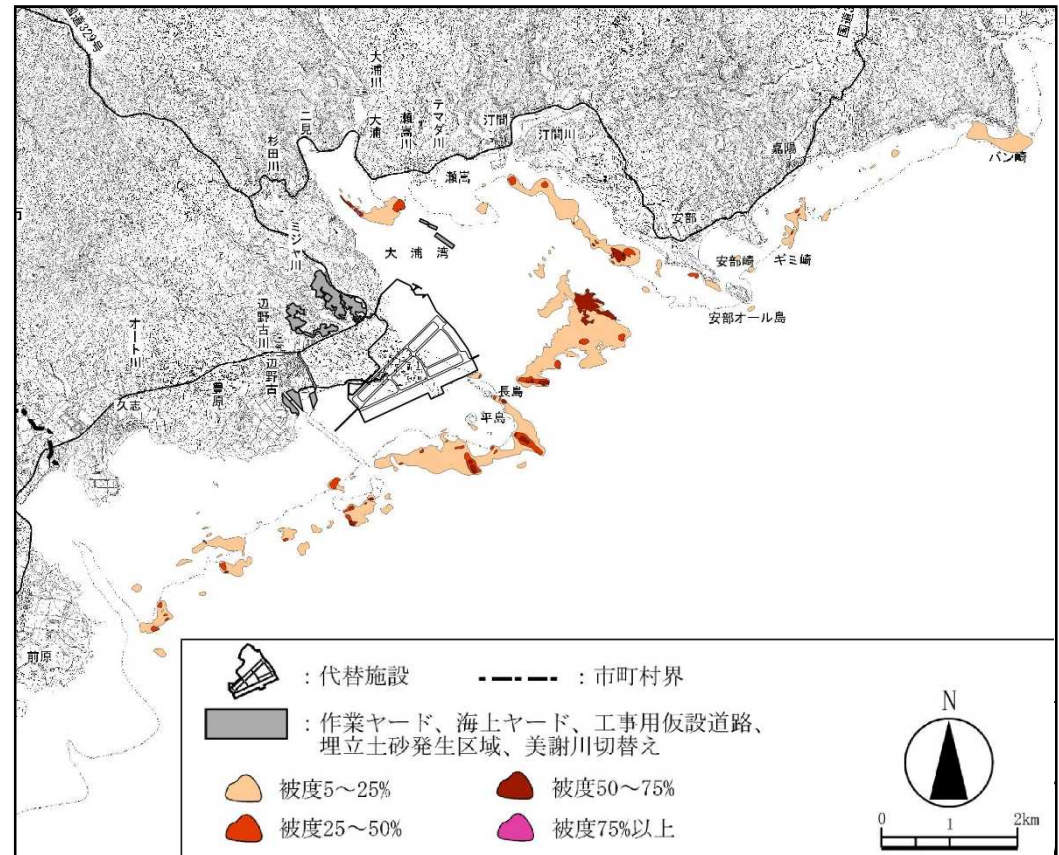 国道329号
大浦川
大浦
瀬嵩川
テマダ川
汀間
汀間川
二見
杉田川
瀬嵩
嘉陽
バン崎
安部
ミジャ川
大浦湾
安部崎
ギミ崎
安部オール島
辺野古川
辺野古
オート川
豊原
久志
長島
平島
前原
:代替施設
:市町村界
:作業ヤード、海上ヤード、工事用仮設道路、
埋立土砂発生区域、美謝川切替え
被度5～25%
被度50～75%
被度25～50%
被度75%以上
N
0 1 2km